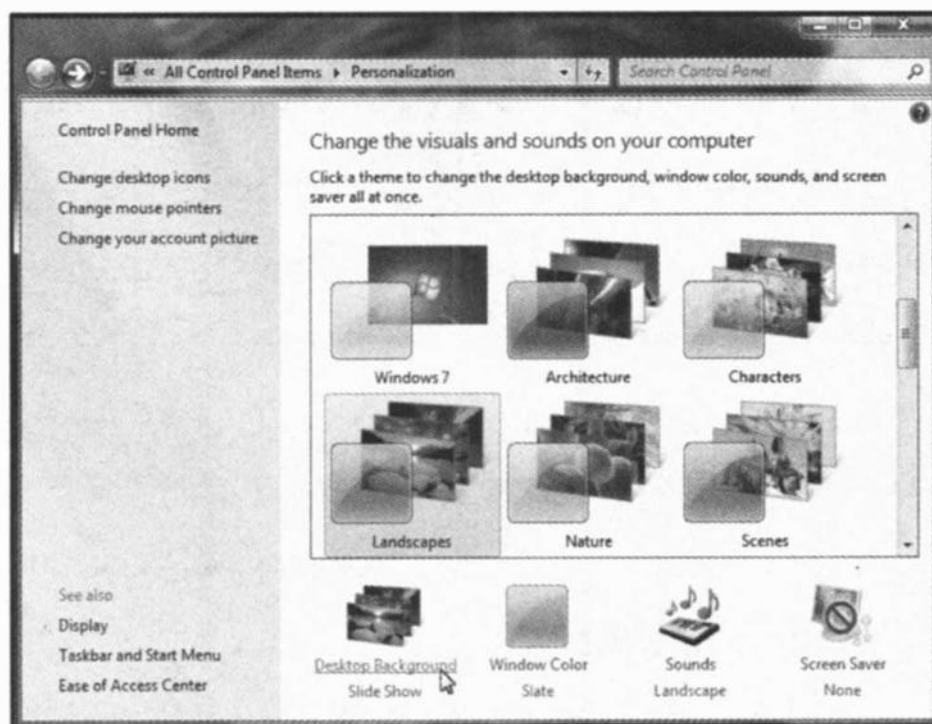 « All Control Panel Items ▸ Personalization
Search Control Panel
Control Panel Home
Change desktop icons
Change mouse pointers
Change your account picture
Change the visuals and sounds on your computer
Click a theme to change the desktop background, window color, sounds, and screen
saver all at once.
Windows 7
Architecture
Characters
Landscapes
Nature
Scenes
See also
Display
Taskbar and Start Menu
Ease of Access Center
Desktop Background
Slide Show
Window Color
Slate
Sounds
Landscape
Screen Saver
None